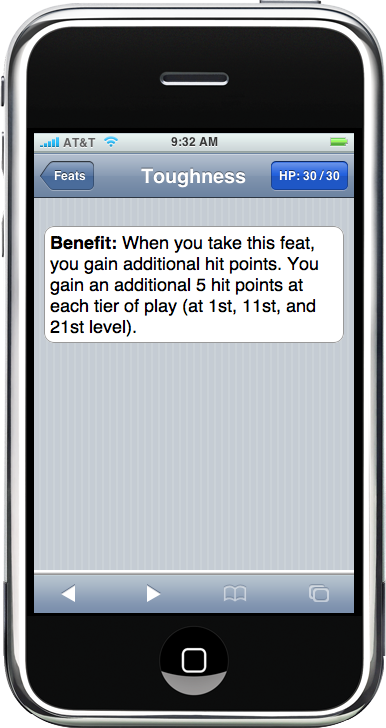 AT&T 9:32 AM
Feats Toughness HP: 30 / 30
Benefit: When you take this feat,
you gain additional hit points. You
gain an additional 5 hit points at
each tier of play (at 1st, 11st, and
21st level).